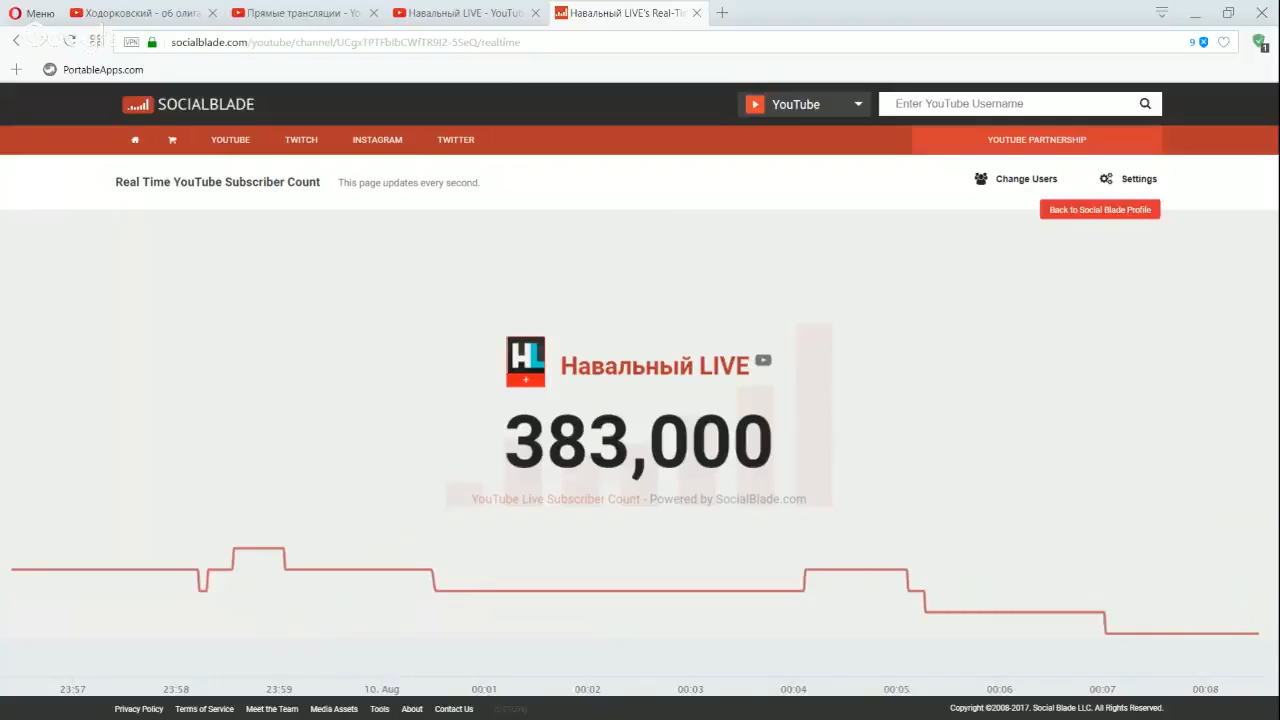 Меню
Ходорковский - об олига
Прямые трансляции - Yo
Навальный LIVE - YouTub
Навальный LIVE's Real-Tim
VPN
socialblade.com/youtube/channel/UCgxTPTFbIbCWfTR9I2-5SeQ/realtime
9
1
PortableApps.com
SOCIALBLADE
YouTube
Enter YouTube Username
YOUTUBE
TWITCH
INSTAGRAM
TWITTER
YOUTUBE PARTNERSHIP
Real Time YouTube Subscriber Count
This page updates every second.
Change Users
Settings
Back to Social Blade Profile
HL
Навальный LIVE
383,000
YouTube Live Subscriber Count - Powered by SocialBlade.com
23:57 23:58 23:59 10. Aug 00:01 00:02 00:03 00:04 00:05 00:06 00:07 00:08
Privacy Policy Terms of Service Meet the Team Media Assets Tools About Contact Us
Copyright ©2008-2017. Social Blade LLC. All Rights Reserved.